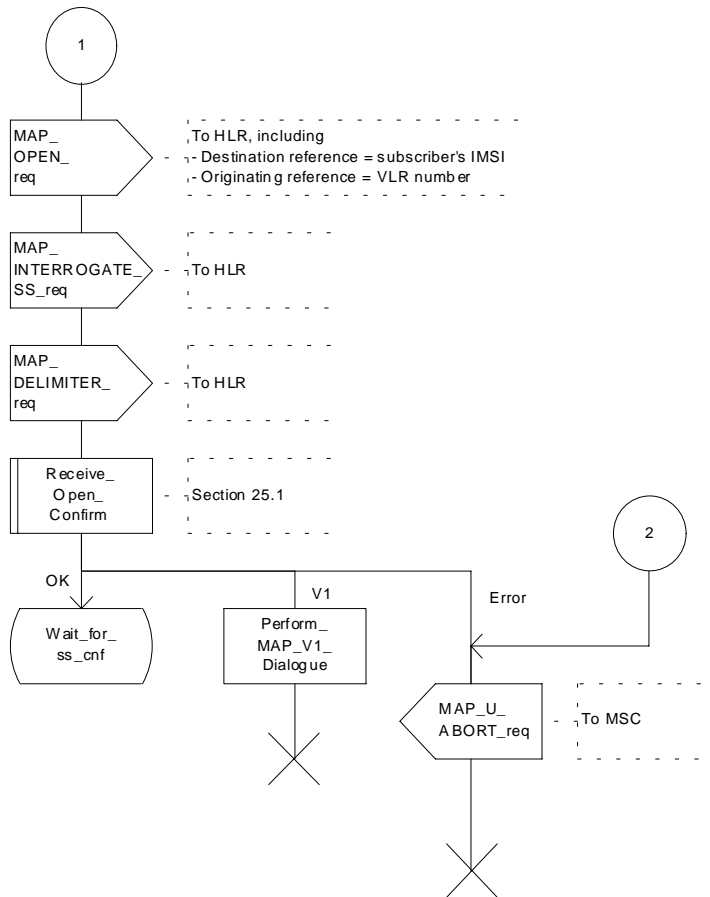 1
MAP_
OPEN_
req
To HLR, including
- Destination reference = subscriber's IMSI
- Originating reference = VLR number
MAP_
INTERROGATE_
SS_req
To HLR
MAP_
DELIMITER_
req
To HLR
Receive_
Open_
Confirm
Section 25.1
2
OK
V1
Error
Wait_for_
ss_cnf
Perform_
MAP_V1_
Dialogue
MAP_U_
ABORT_req
To MSC